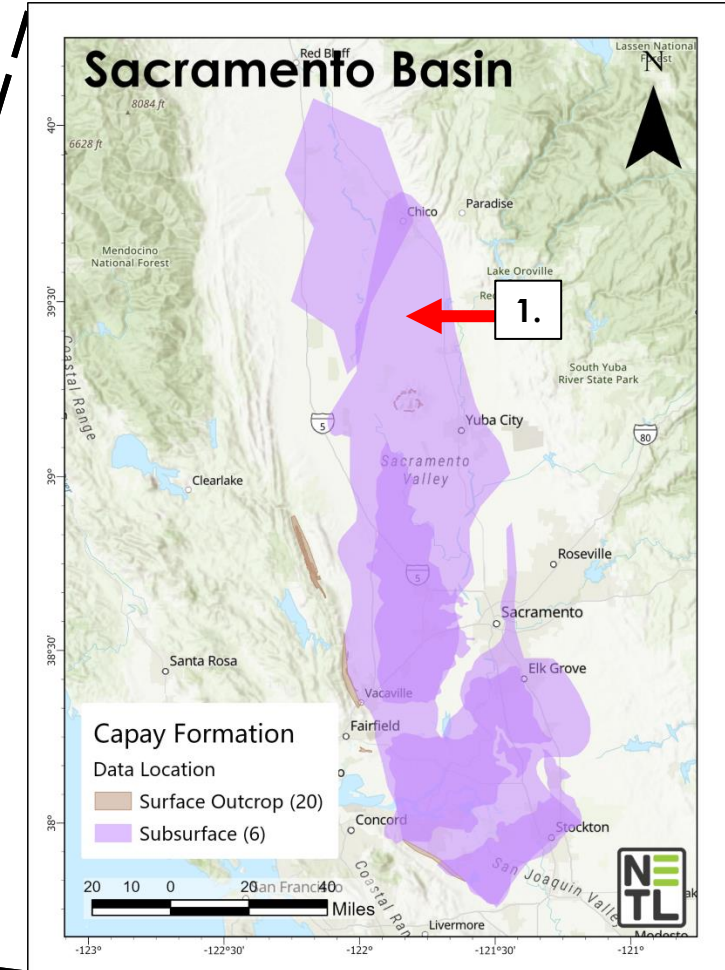 Sacramento Basin
Red Bluff
Lassen National
Forest
N
8084 ft
6628 ft
40°
Chico
Paradise
Mendocino
National Forest
Lake Oroville
39°30'
1.
Coastal Range
South Yuba
River State Park
5
Yuba City
80
Sacramento
Valley
39°
Clearlake
5
Roseville
Sacramento
38°30'
Santa Rosa
Elk Grove
Vacaville
Capay Formation
Fairfield
Data Location
Surface Outcrop (20)
Subsurface (6)
38°
Concord
Stockton
San Joaquin Valley
NETL
20 10 0 20 40
San Francisco
Miles
Coastal Ran
Livermore
Modesto
-123° -122°30' -122° -121°30' -121°